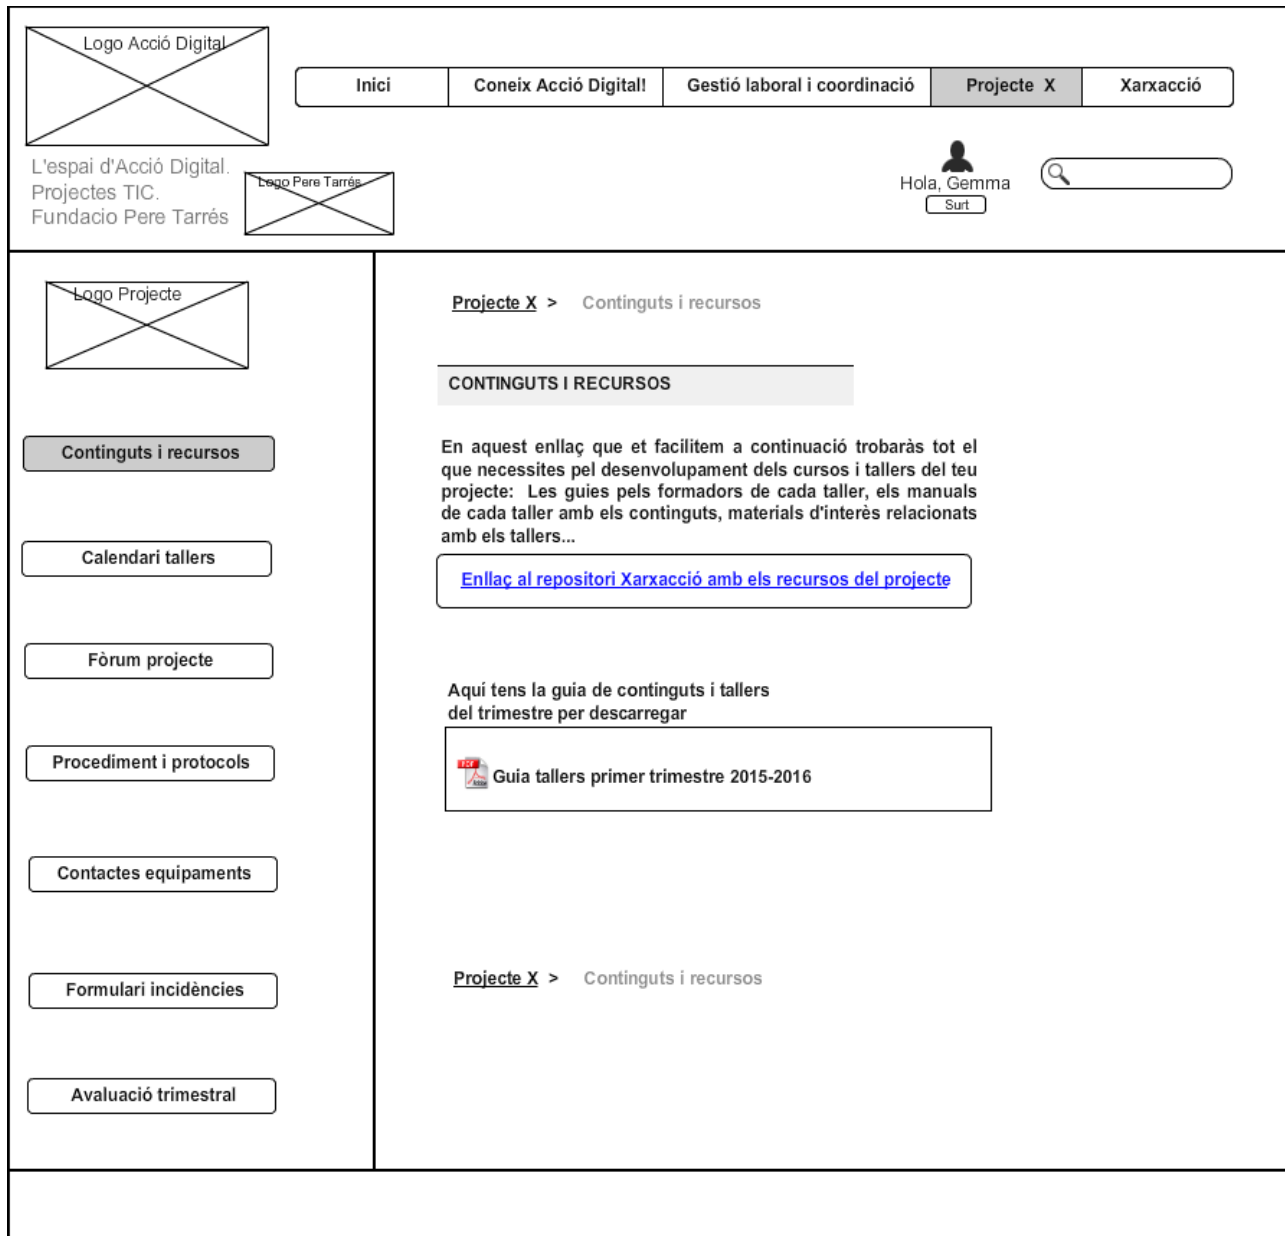 Logo Acció Digital
Inici
Coneix Acció Digital!
Gestió laboral i coordinació
Projecte X
Xarxacció
L'espai d'Acció Digital.
Projectes TIC.
Fundacio Pere Tarrés
Logo Pere Tarrés
Hola, Gemma
Surt
Logo Projecte
Continguts i recursos
Calendari tallers
Fòrum projecte
Procediment i protocols
Contactes equipaments
Formulari incidències
Avaluació trimestral
Projecte X > Continguts i recursos
CONTINGUTS I RECURSOS
En aquest enllaç que et facilitem a continuació trobaràs tot el
que necessites pel desenvolupament dels cursos i tallers del teu
projecte: Les guies pels formadors de cada taller, els manuals
de cada taller amb els continguts, materials d'interès relacionats
amb els tallers...
Enllaç al repositori Xarxacció amb els recursos del projecte
Aquí tens la guia de continguts i tallers
del trimestre per descarregar
PDF
Adobe
Guia tallers primer trimestre 2015-2016
Projecte X > Continguts i recursos